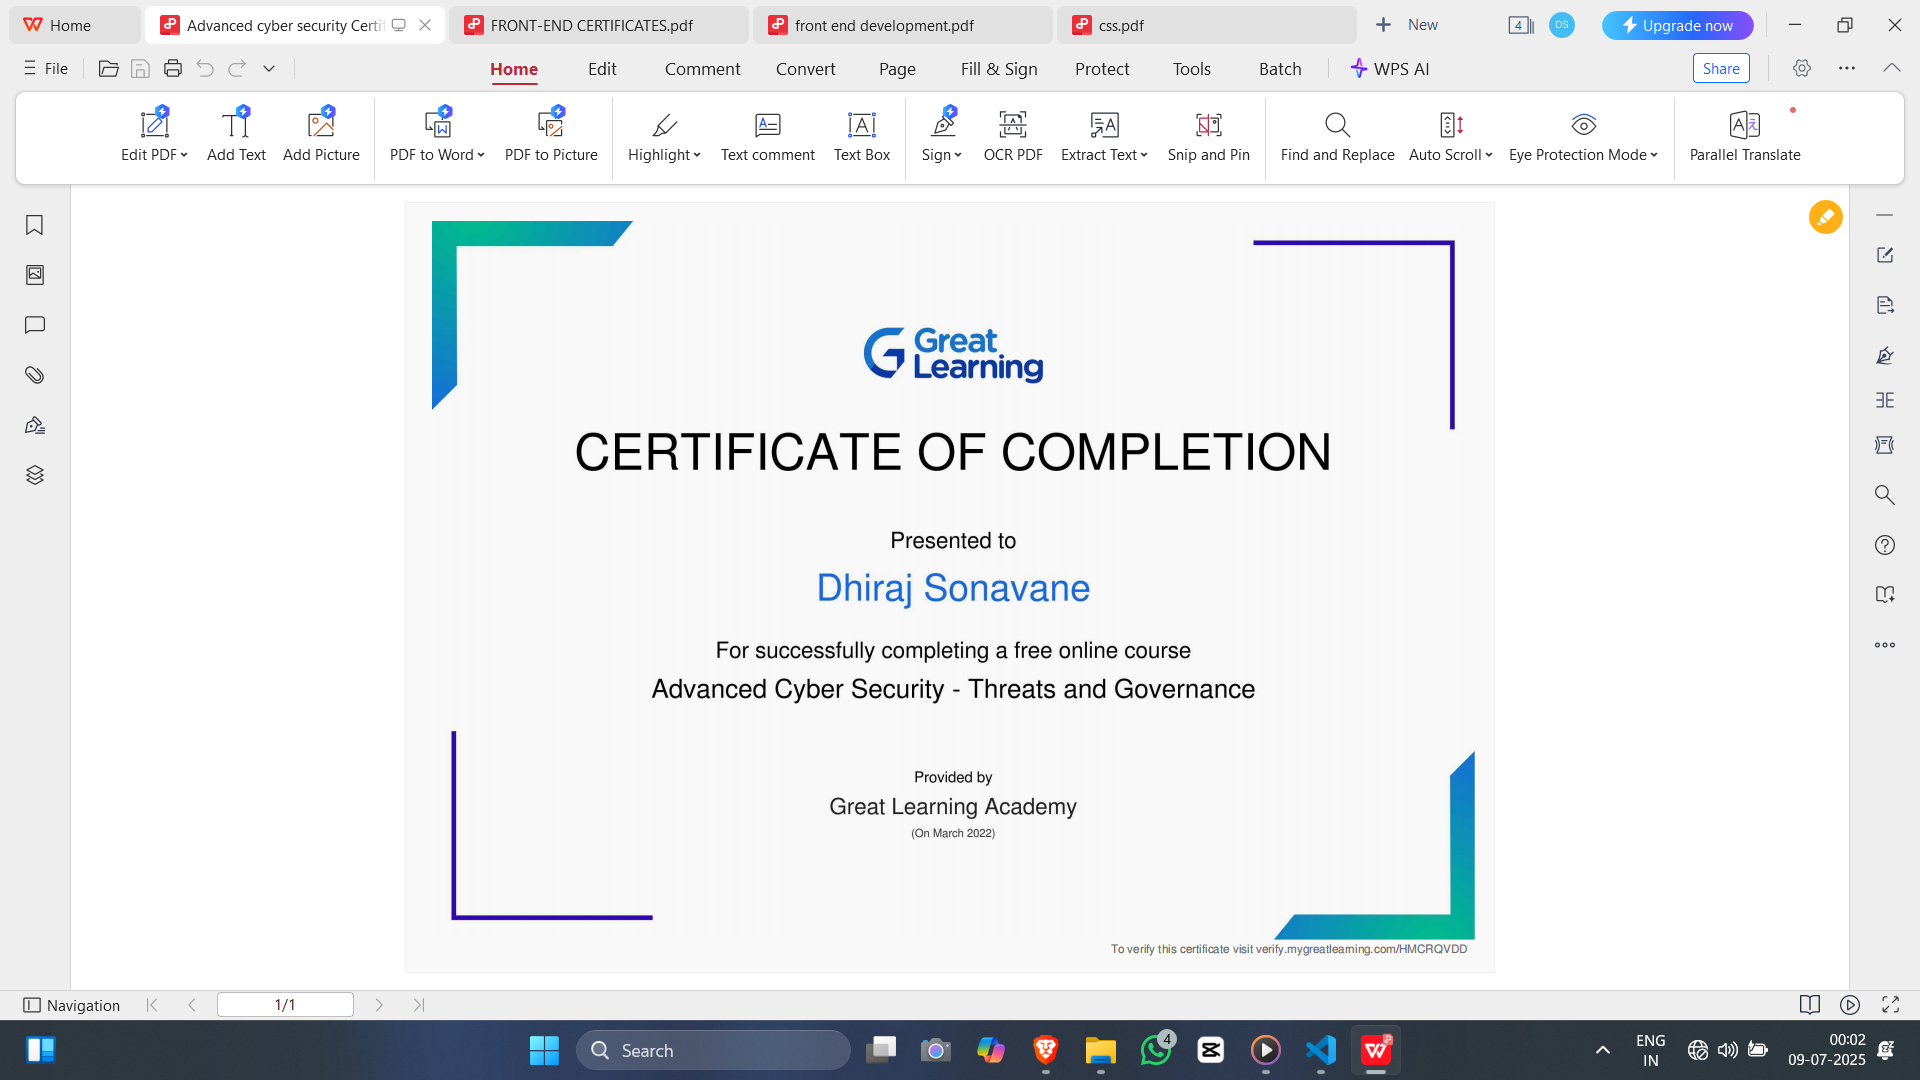 Home
Advanced cyber security Certif
FRONT-END CERTIFICATES.pdf
front end development.pdf
css.pdf
New
4
DS
Upgrade now
File
Home
Edit
Comment
Convert
Page
Fill & Sign
Protect
Tools
Batch
WPS AI
Share
Edit PDF
Add Text
Add Picture
PDF to Word
PDF to Picture
Highlight
Text comment
Text Box
Sign
OCR PDF
Extract Text
Snip and Pin
Find and Replace
Auto Scroll
Eye Protection Mode
Parallel Translate
Great
Learning
CERTIFICATE OF COMPLETION
Presented to
Dhiraj Sonavane
For successfully completing a free online course
Advanced Cyber Security - Threats and Governance
Provided by
Great Learning Academy
(On March 2022)
To verify this certificate visit verify.mygreatlearning.com/HMCRQVDD
Navigation
1/1
Search
4
ENG
IN
00:02
09-07-2025